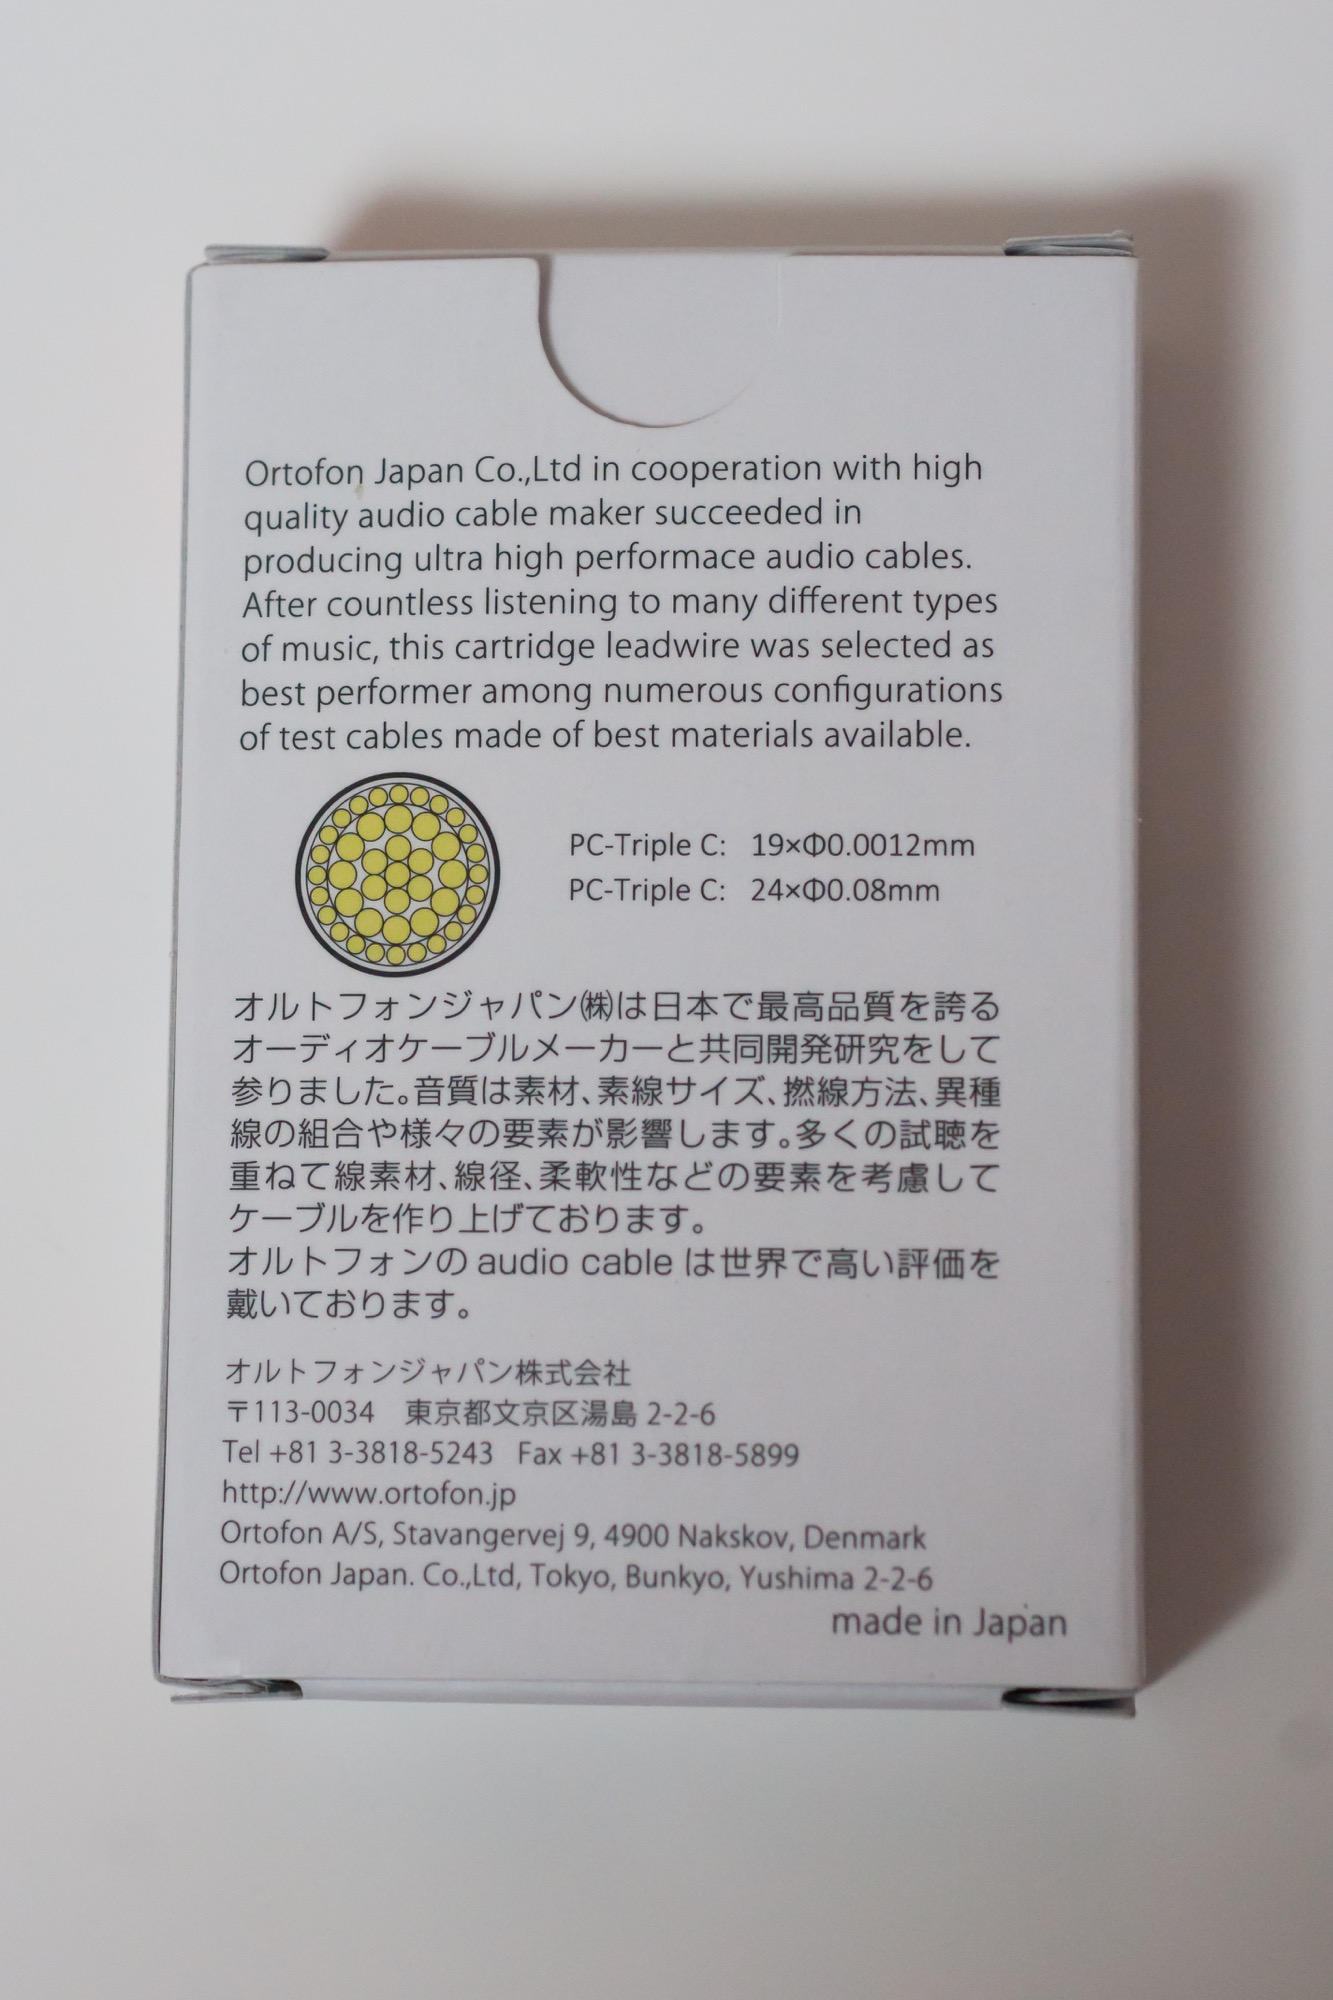 Ortofon Japan Co.,Ltd in cooperation with high
quality audio cable maker succeeded in
producing ultra high performace audio cables.
After countless listening to many different types
of music, this cartridge leadwire was selected as
best performer among numerous configurations
of test cables made of best materials available.
PC-Triple C: 19×Φ0.0012mm
PC-Triple C: 24×Φ0.08mm
オルトフォンジャパン㈱は日本で最高品質を誇る
オーディオケーブルメーカーと共同開発研究をして
参りました。音質は素材、素線サイズ、撚線方法、異種
線の組合や様々の要素が影響します。多くの試聴を
重ねて線素材、線径、柔軟性などの要素を考慮して
ケーブルを作り上げております。
オルトフォンの audio cable は世界で高い評価を
戴いております。
オルトフォンジャパン株式会社
〒113-0034 東京都文京区湯島 2-2-6
Tel +81 3-3818-5243 Fax +81 3-3818-5899
http://www.ortofon.jp
Ortofon A/S, Stavangervej 9, 4900 Nakskov, Denmark
Ortofon Japan. Co.,Ltd, Tokyo, Bunkyo, Yushima 2-2-6
made in Japan